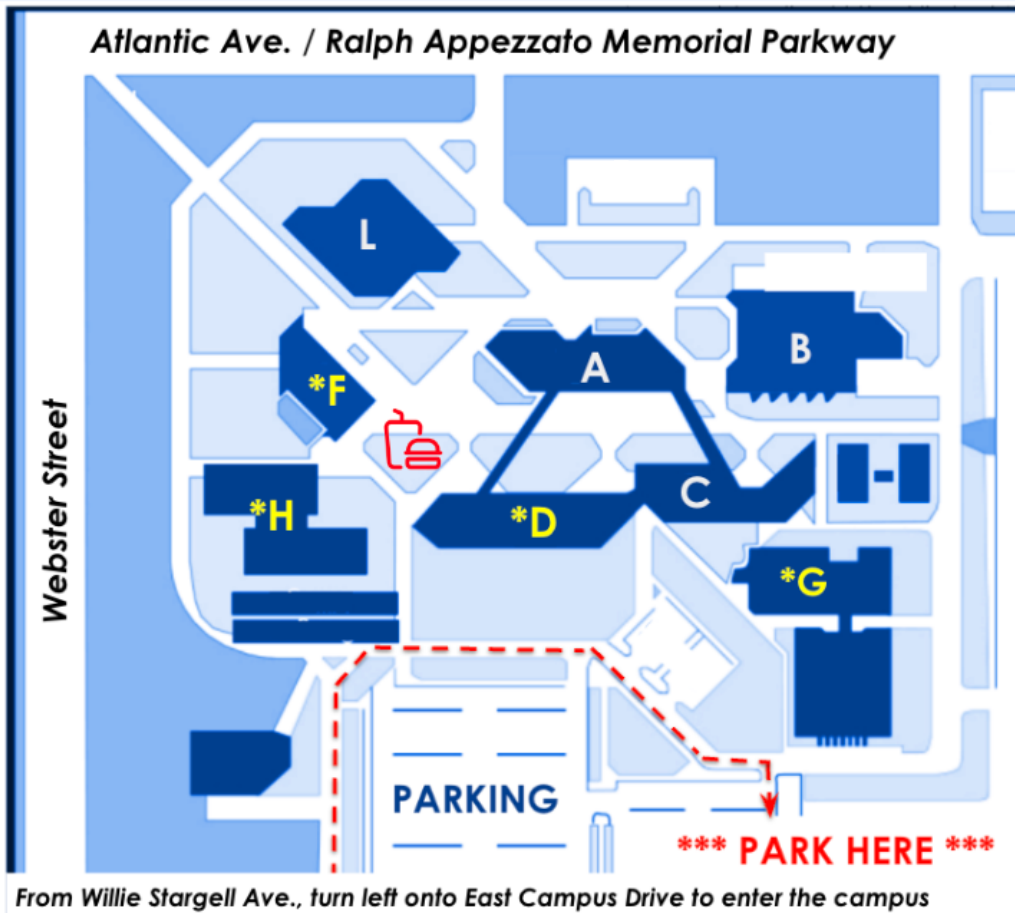 Atlantic Ave. / Ralph Appezzato Memorial Parkway
L
B
A
*F
Webster Street
C
*H
*D
*G
PARKING
*** PARK HERE ***
From Willie Stargell Ave., turn left onto East Campus Drive to enter the campus